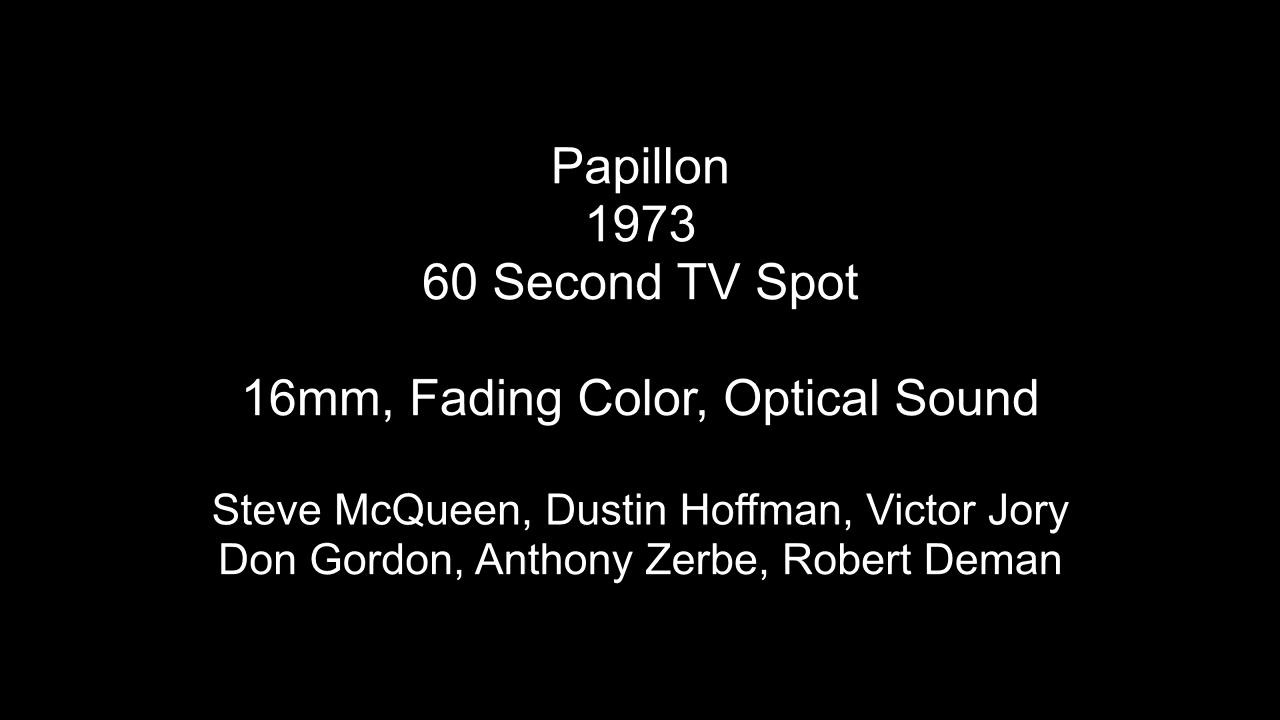 Papillon
1973
60 Second TV Spot
16mm, Fading Color, Optical Sound
Steve McQueen, Dustin Hoffman, Victor Jory
Don Gordon, Anthony Zerbe, Robert Deman